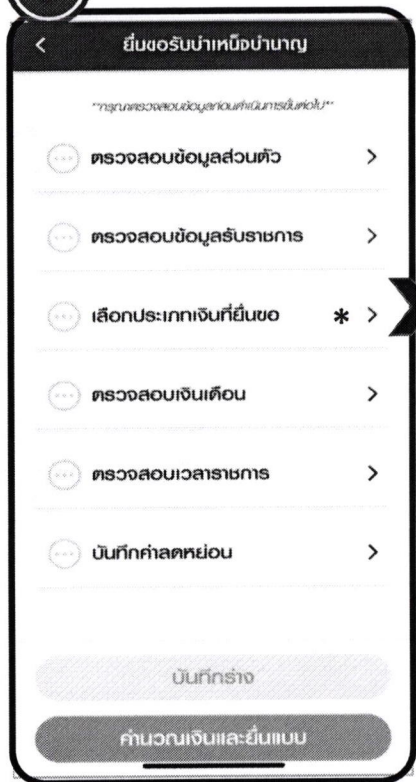 ยื่นขอรับบำเหน็จบำนาญ
**กรุณาตรวจสอบข้อมูลก่อนดำเนินการขั้นต่อไป**
ตรวจสอบข้อมูลส่วนตัว
ตรวจสอบข้อมูลรับราชการ
เลือกประเภทเงินที่ยื่นขอ *
ตรวจสอบเงินเดือน
ตรวจสอบเวลาราชการ
บันทึกค่าลดหย่อน
บันทึกร่าง
คำนวณเงินและยื่นแบบ